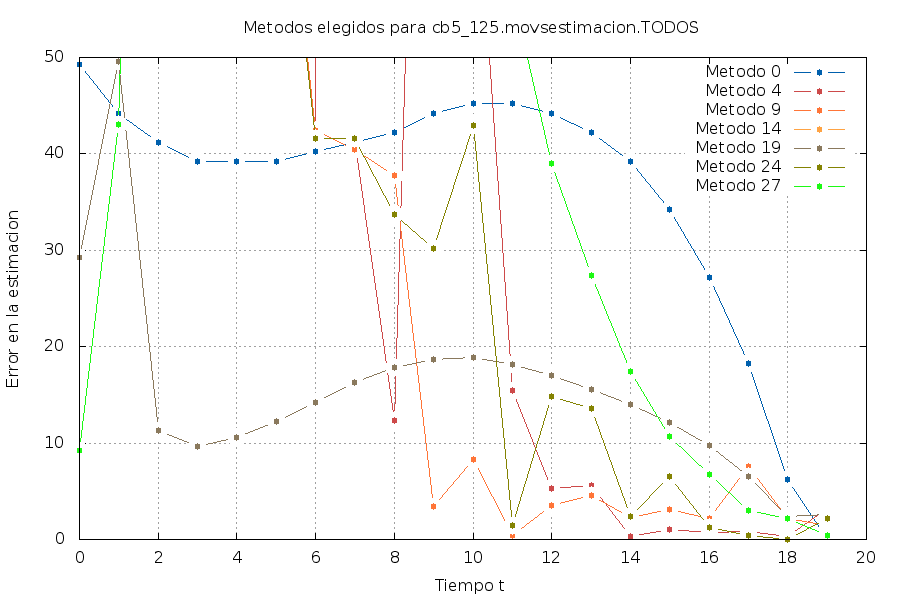 Metodos elegidos para cb5_125.movsestimacion.TODOS
Error en la estimacion
50
40
30
20
10
0
Metodo 0
Metodo 4
Metodo 9
Metodo 14
Metodo 19
Metodo 24
Metodo 27
0 2 4 6 8 10 12 14 16 18 20
Tiempo t